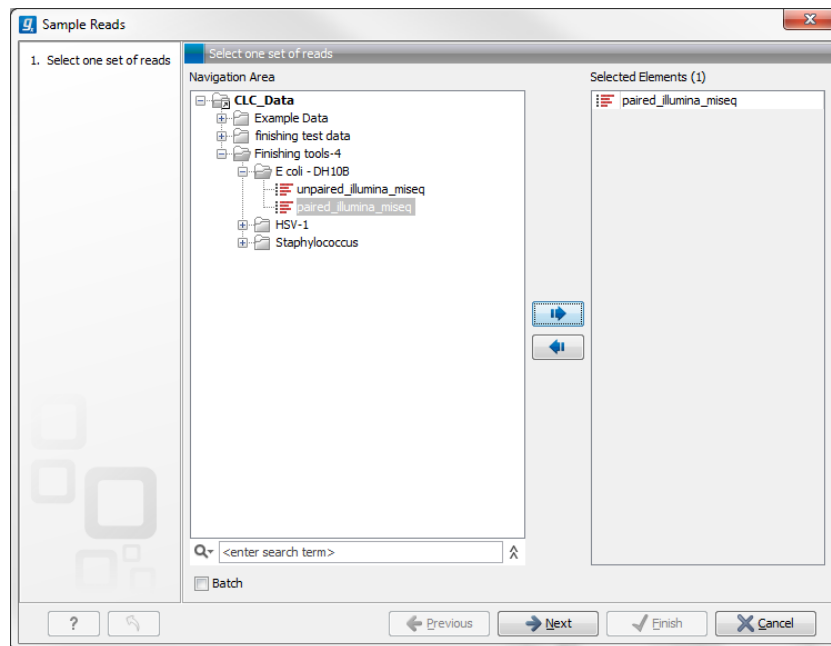 Sample Reads
1. Select one set of reads
Select one set of reads
Navigation Area
CLC_Data
Example Data
finishing test data
Finishing tools-4
E coli - DH10B
unpaired_illumina_miseq
paired_illumina_miseq
HSV-1
Staphylococcus
<enter search term>
Batch
Selected Elements (1)
paired_illumina_miseq
?
Previous
Next
Finish
Cancel